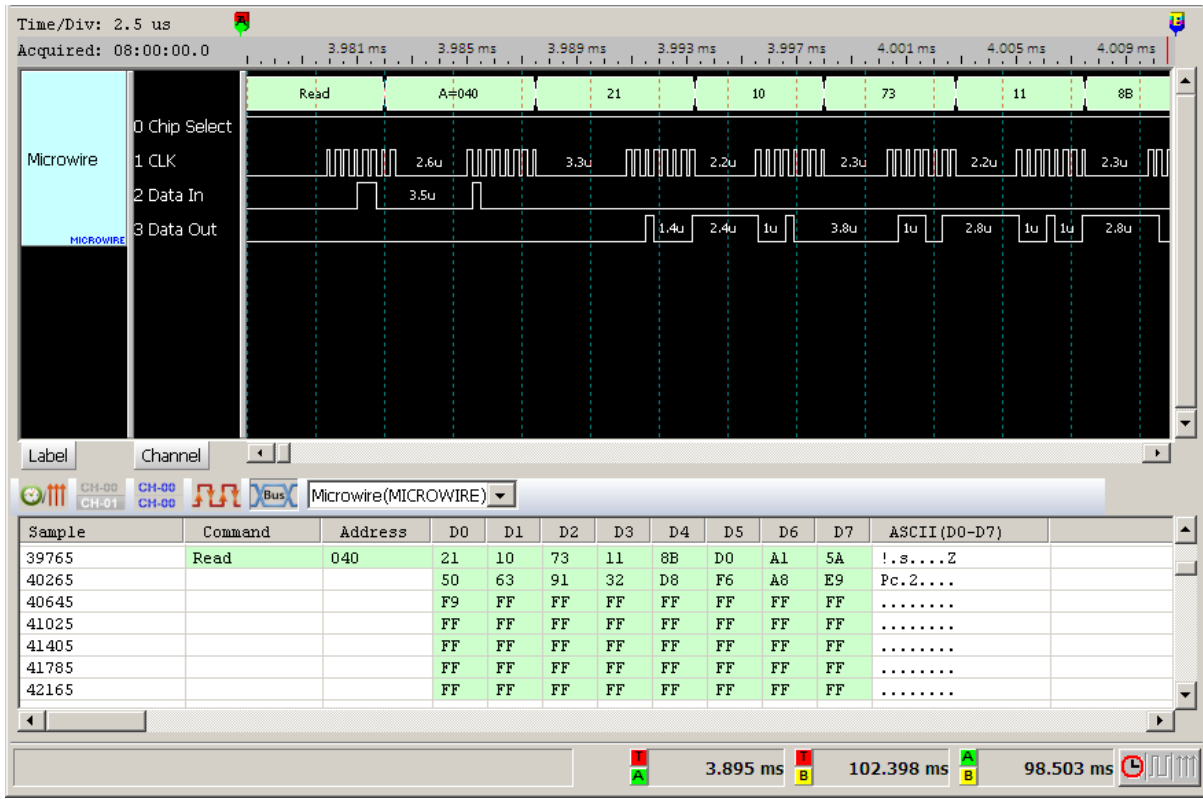 Time/Div: 2.5 us A B
Acquired: 08:00:00.0 3.981 ms 3.985 ms 3.989 ms 3.993 ms 3.997 ms 4.001 ms 4.005 ms 4.009 ms
Read A=040 21 10 73 11 8B
0 Chip Select
Microwire 1 CLK 2.6u 3.3u 2.2u 2.3u 2.2u 2.3u
2 Data In 3.5u
3 Data Out 1.4u 2.4u 1u 3.8u 1u 2.8u 1u 1u 2.8u
MICROWIRE
Label Channel
CH-00 CH-00 Bus Microwire(MICROWIRE)
CH-01 CH-00
Sample Command Address D0 D1 D2 D3 D4 D5 D6 D7 ASCII(D0-D7)
39765 Read 040 21 10 73 11 8B D0 A1 5A !.s....Z
40265 50 63 91 32 D8 F6 A8 E9 Pc.2....
40645 F9 FF FF FF FF FF FF FF ........
41025 FF FF FF FF FF FF FF FF ........
41405 FF FF FF FF FF FF FF FF ........
41785 FF FF FF FF FF FF FF FF ........
42165 FF FF FF FF FF FF FF FF ........
T A 3.895 ms T B 102.398 ms A B 98.503 ms